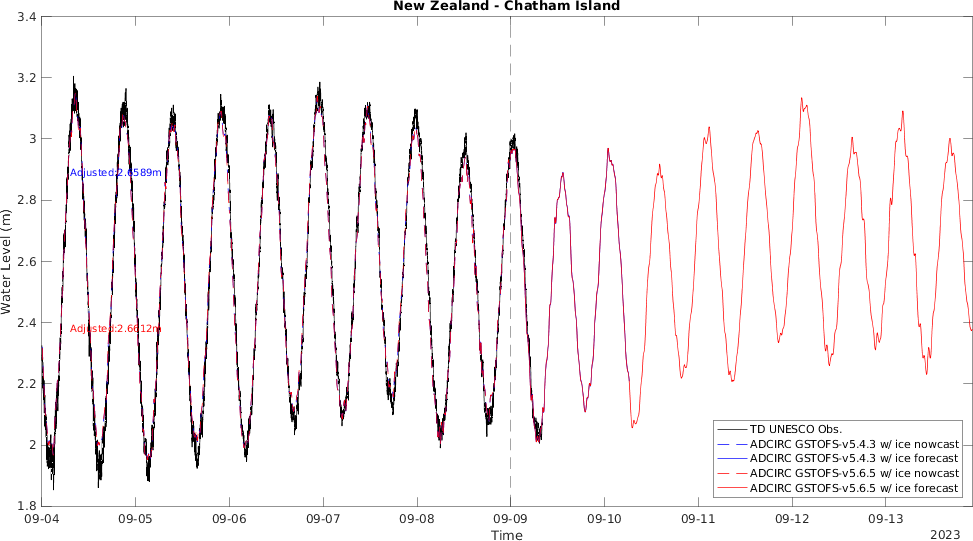 New Zealand - Chatham Island
3.4
3.2
3
2.8
2.6
2.4
2.2
2
1.8
Water Level (m)
Adjusted:2.6589m
Adjusted:2.6612m
TD UNESCO Obs.
ADCIRC GSTOFS-v5.4.3 w/ ice nowcast
ADCIRC GSTOFS-v5.4.3 w/ ice forecast
ADCIRC GSTOFS-v5.6.5 w/ ice nowcast
ADCIRC GSTOFS-v5.6.5 w/ ice forecast
09-04 09-05 09-06 09-07 09-08 09-09 09-10 09-11 09-12 09-13
Time
2023